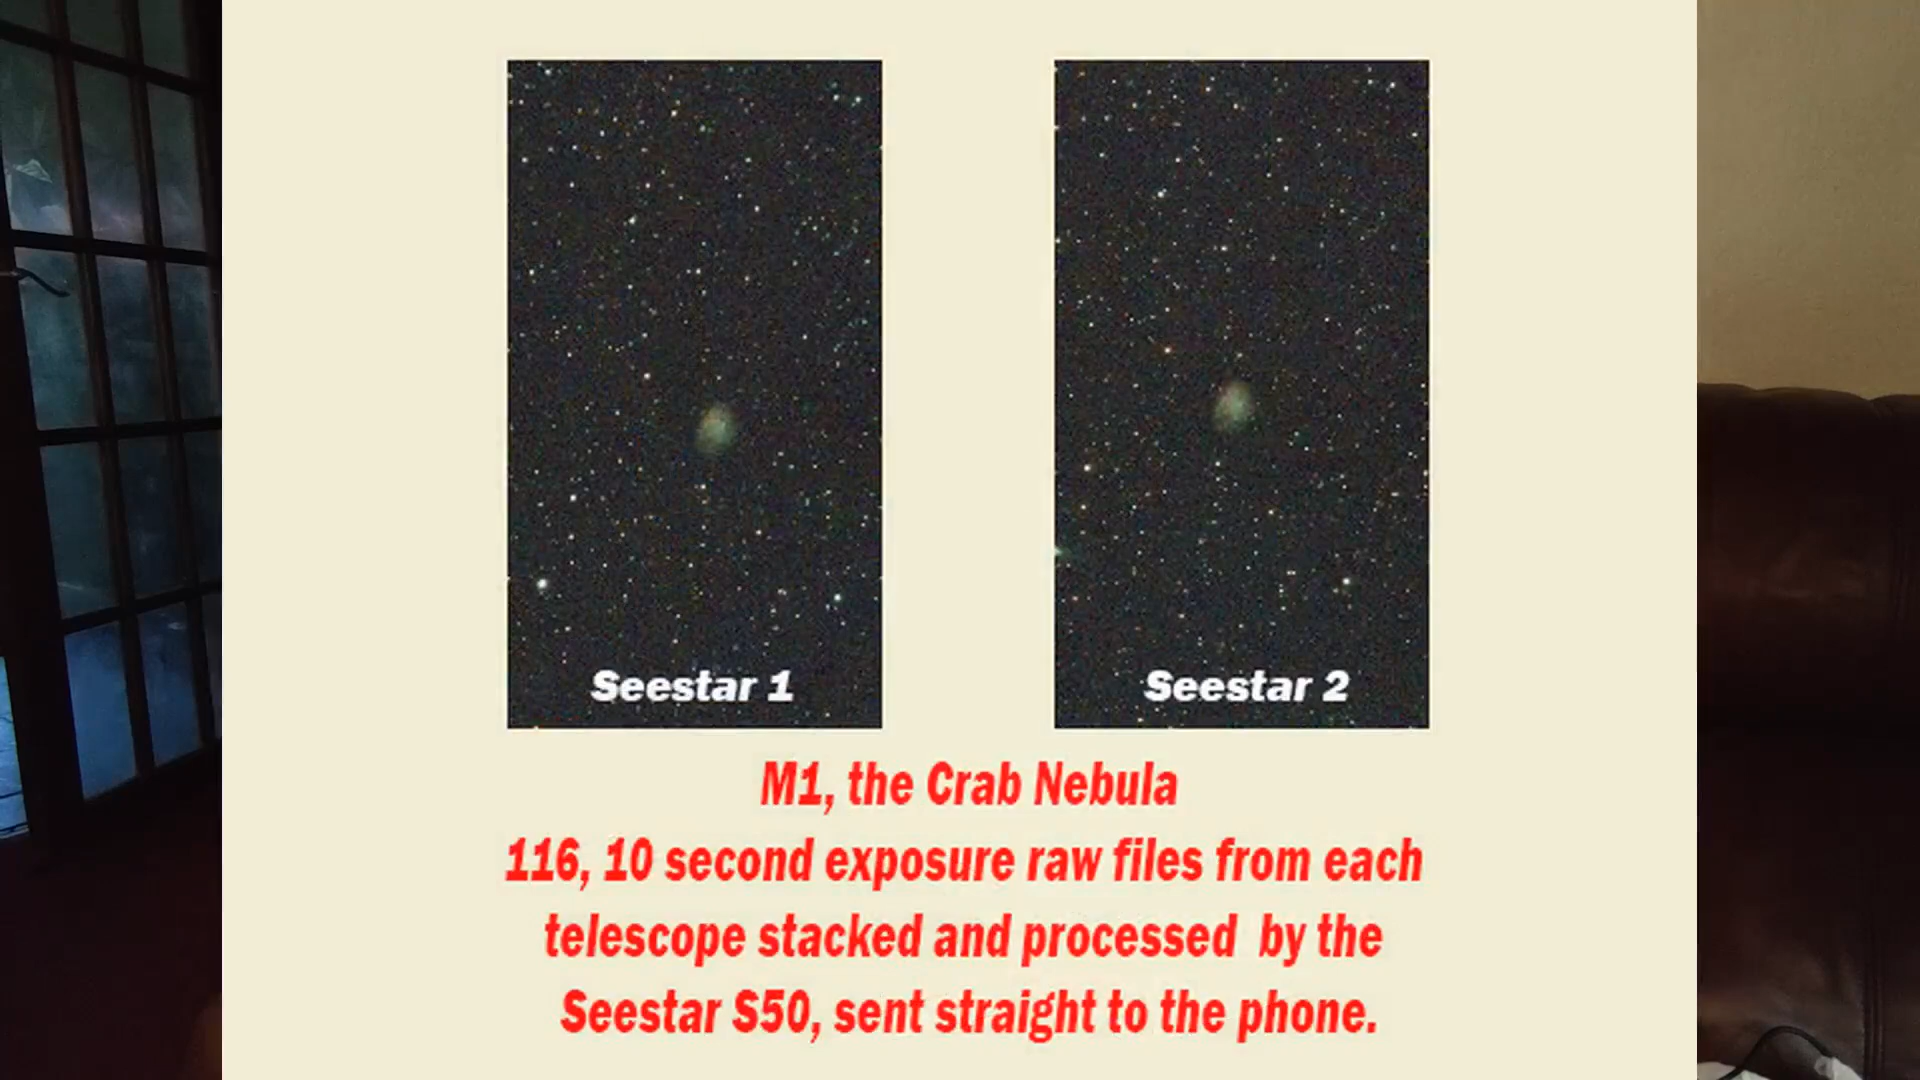 Seestar 1
Seestar 2
M1, the Crab Nebula
116, 10 second exposure raw files from each
telescope stacked and processed by the
Seestar S50, sent straight to the phone.